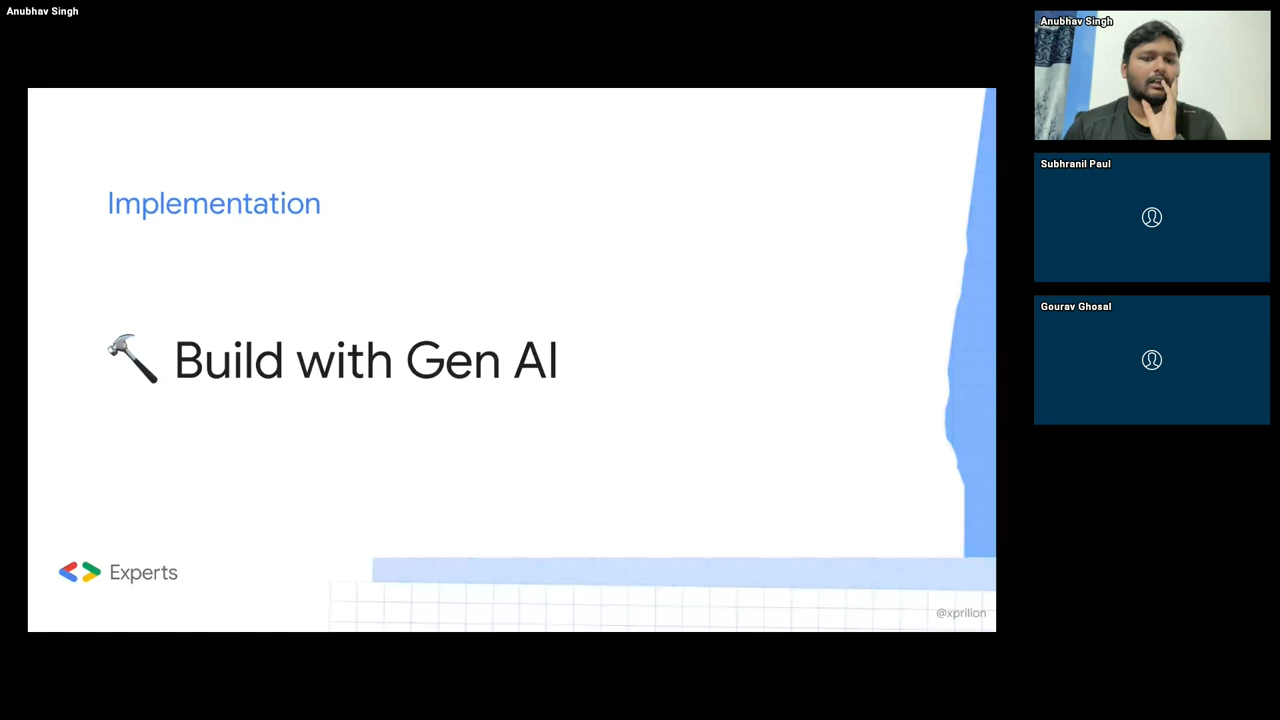 Anubhav Singh
Implementation
🔨 Build with Gen AI
Experts
@xprilion
Anubhav Singh
Subhranil Paul
Gourav Ghosal